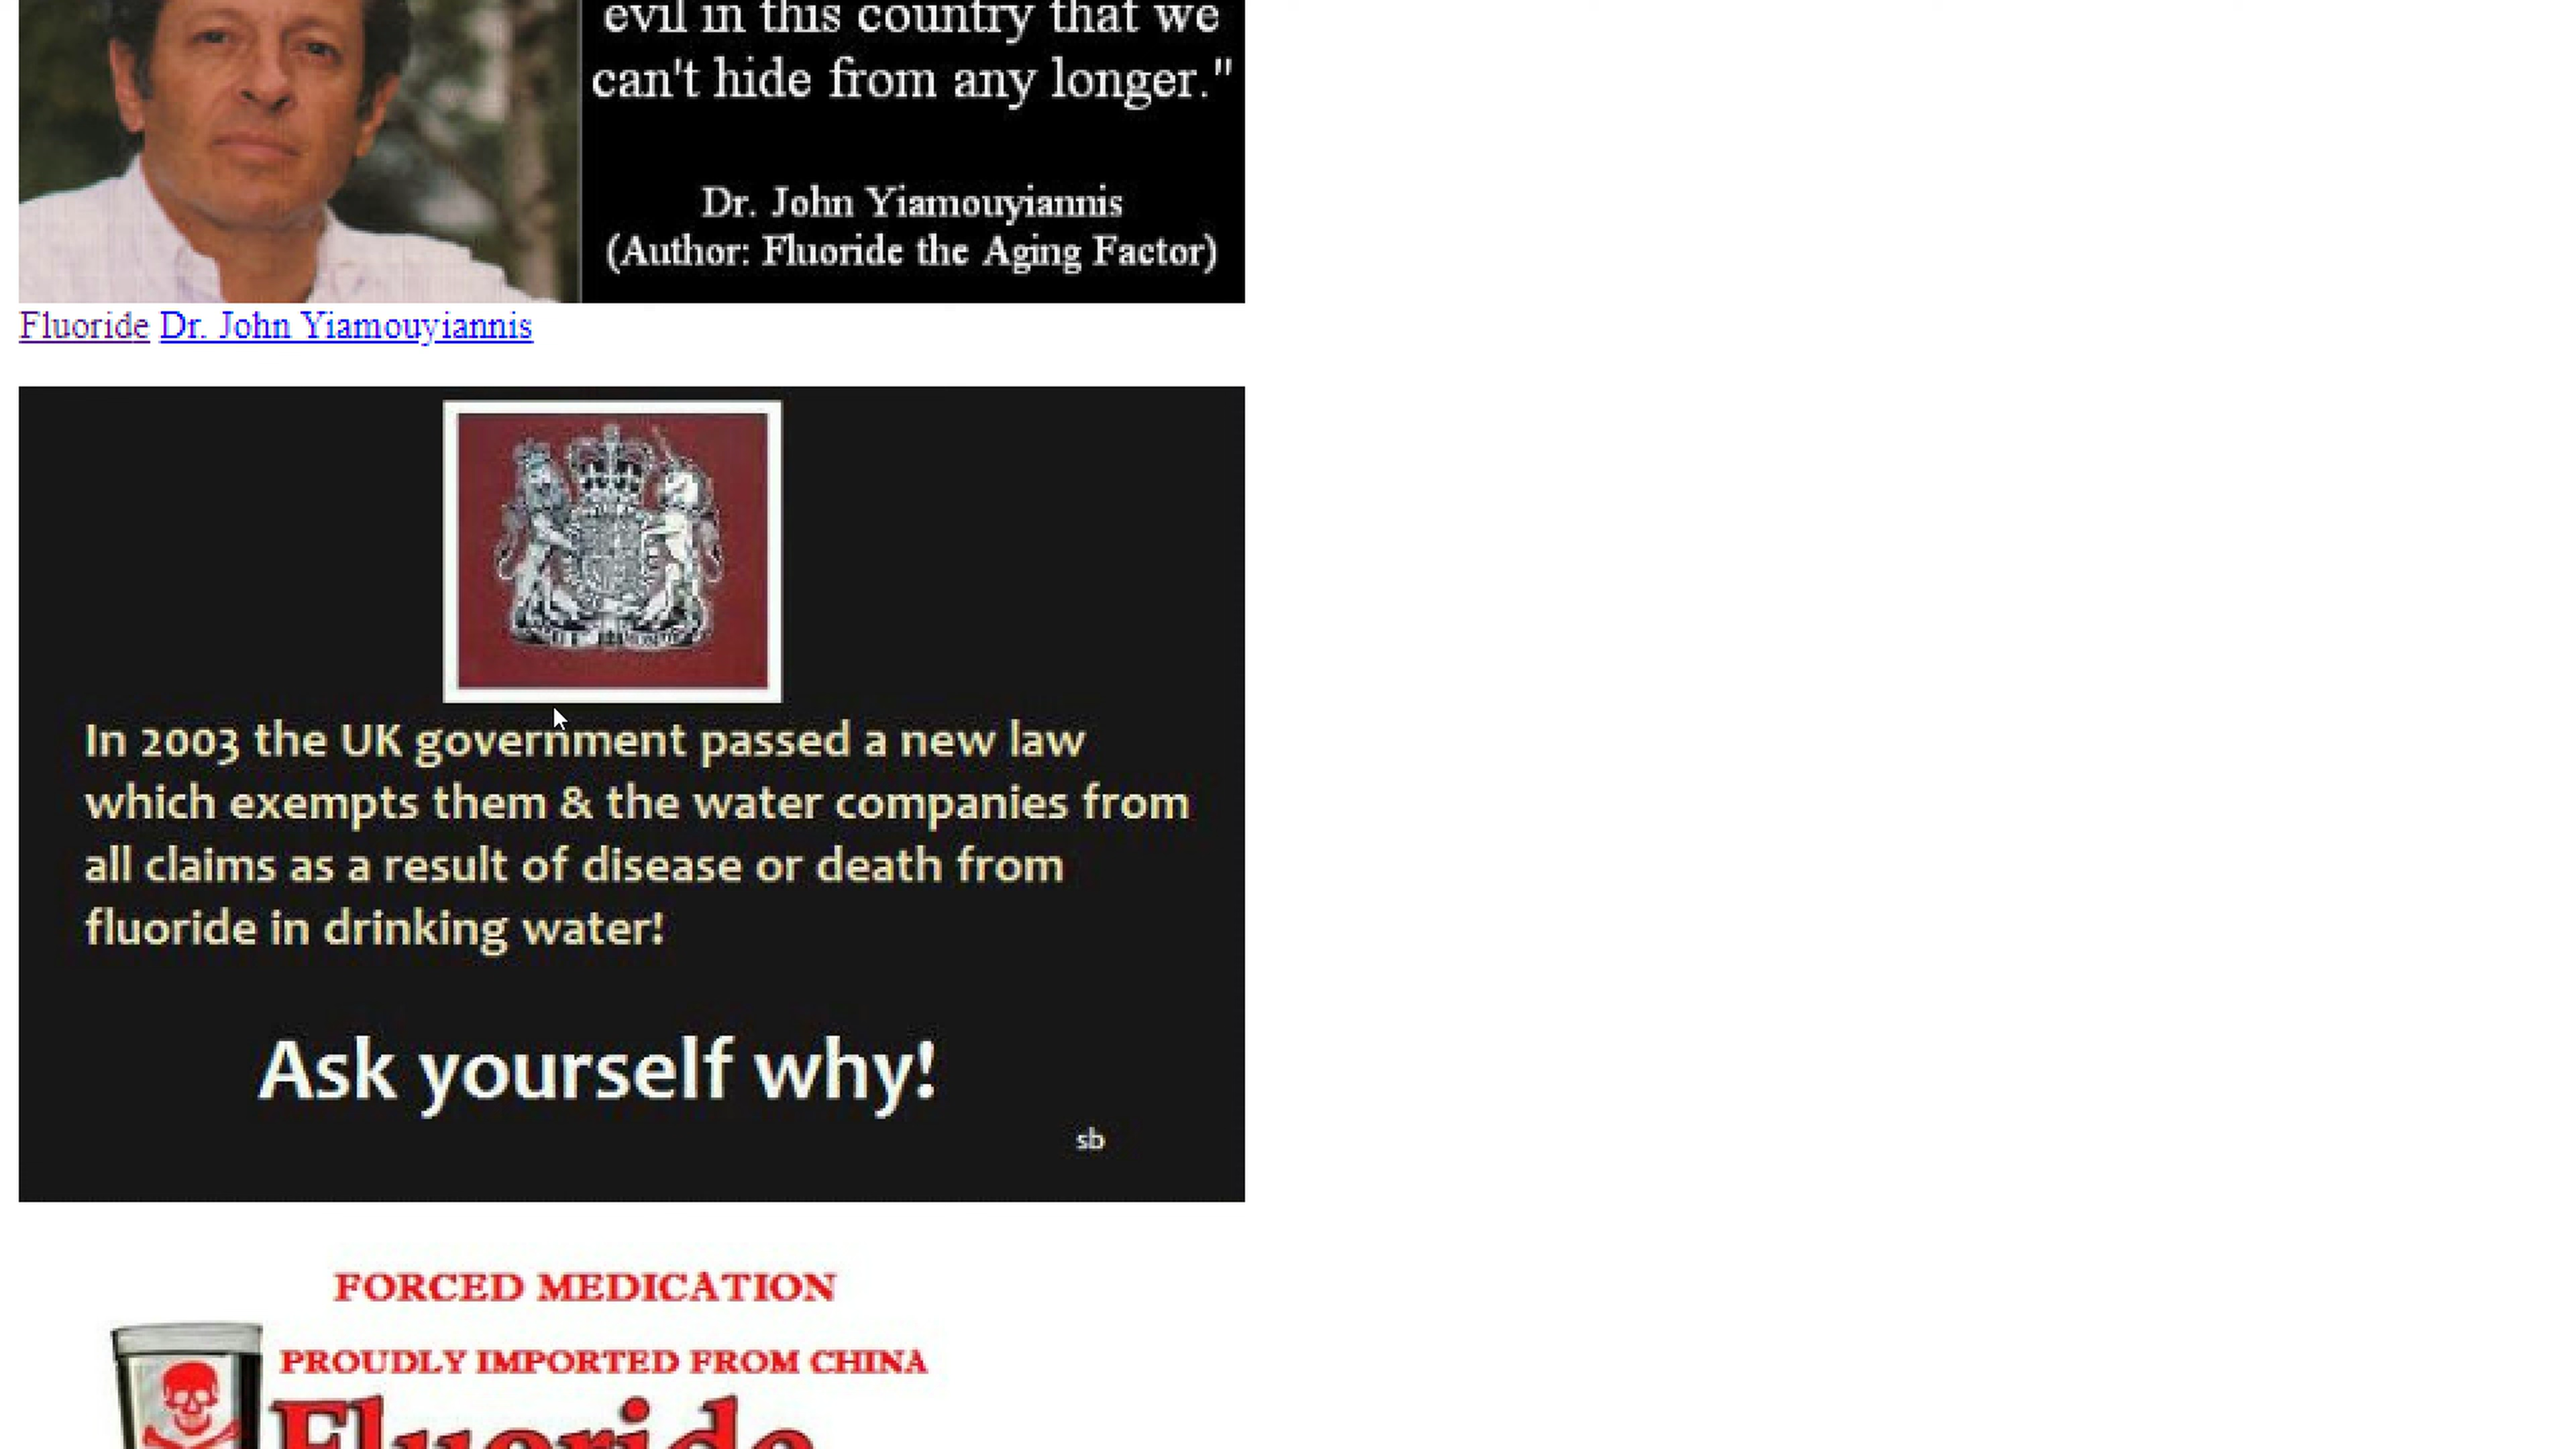 evil in this country that we
can't hide from any longer."
Dr. John Yiamouyiannis
(Author: Fluoride the Aging Factor)
Fluoride Dr. John Yiamouyiannis
In 2003 the UK government passed a new law
which exempts them & the water companies from
all claims as a result of disease or death from
fluoride in drinking water!
Ask yourself why!
sb
FORCED MEDICATION
PROUDLY IMPORTED FROM CHINA
Fluoride